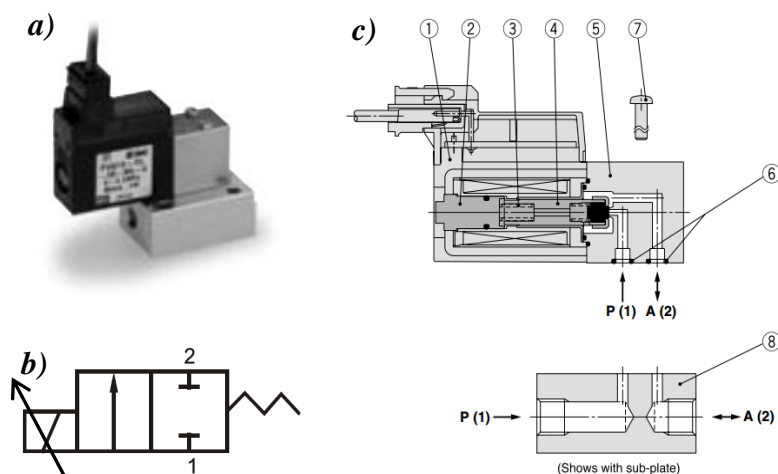 a)
c)
① ② ③ ④ ⑤ ⑦
⑥
P (1) A (2)
b)
2
1
⑧
P (1) A (2)
(Shows with sub-plate)